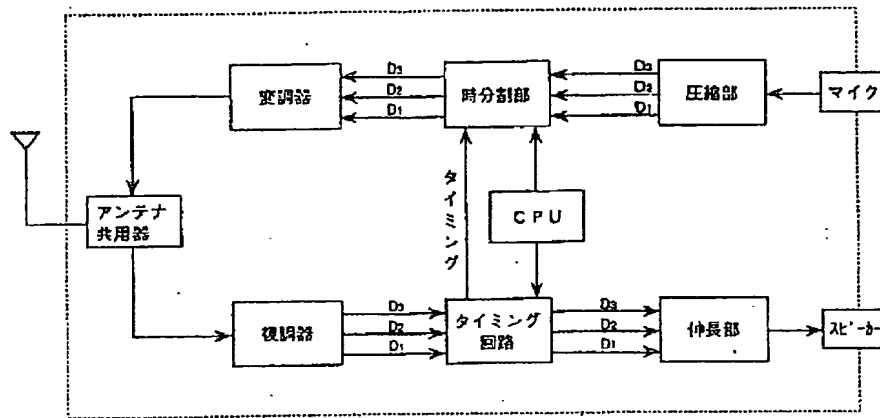 D3
D3
変調器
D2
時分割部
D2
圧縮部
マイク
D1
D1
タイミング
CPU
アンテナ
共用器
D3
D3
復調器
D2
タイミング
回路
D2
伸長部
スピーカー
D1
D1